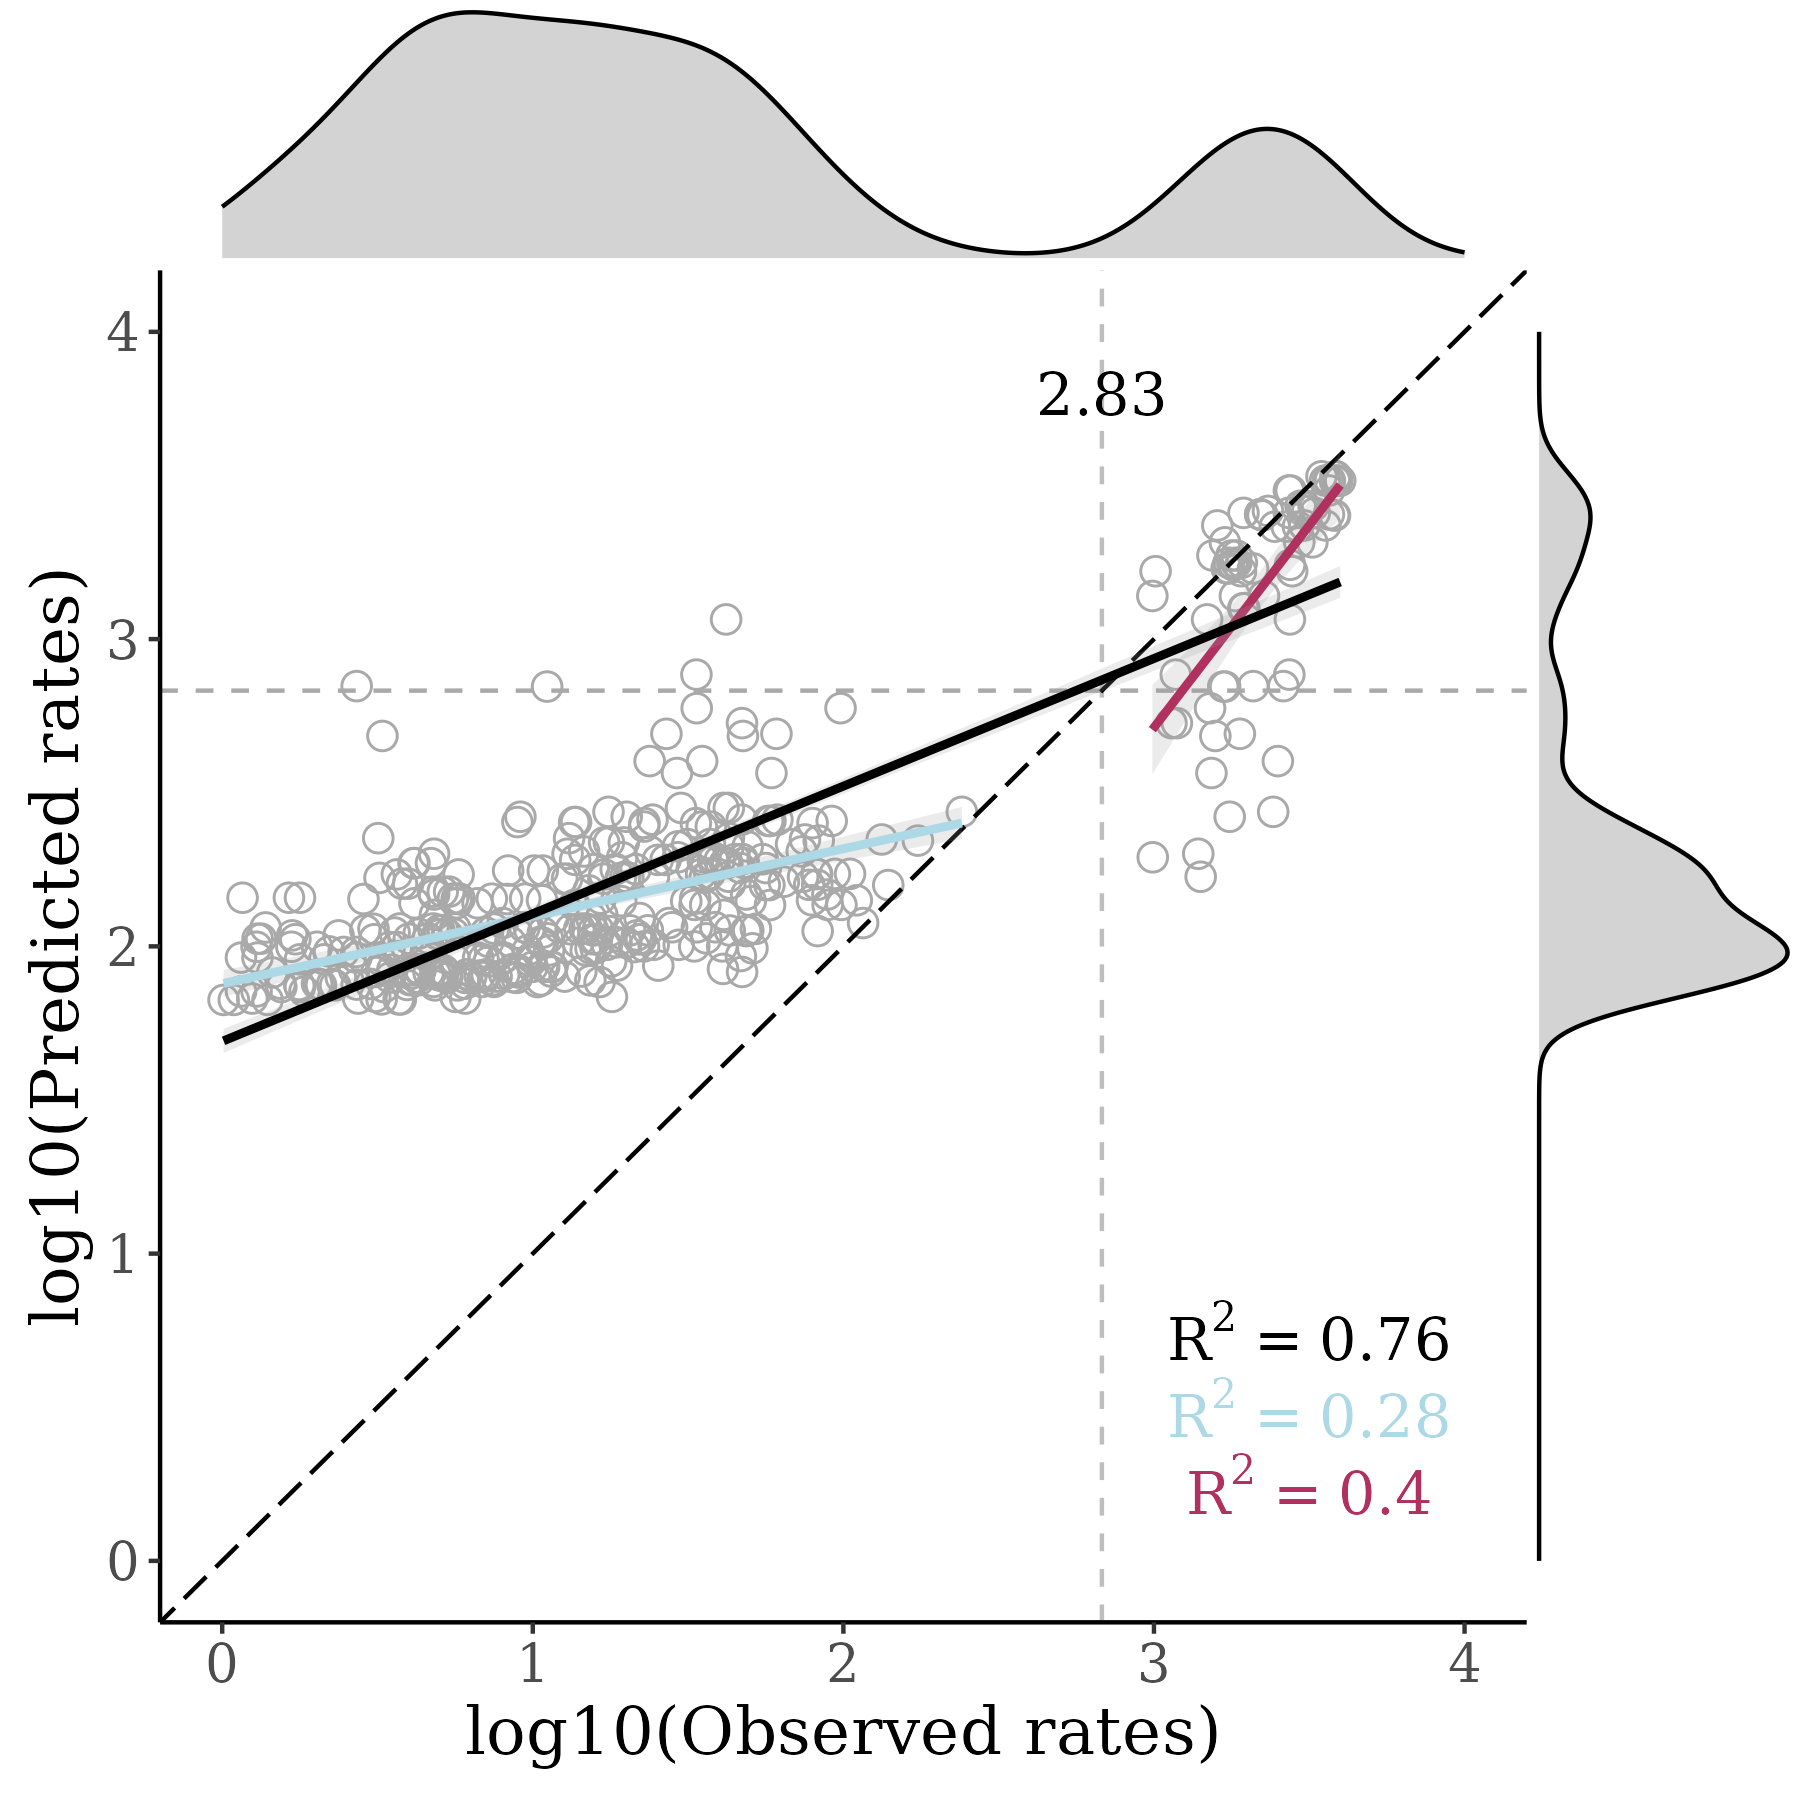 4
2.83
3
log10(Predicted rates)
2
1
R² = 0.76
R² = 0.28
R² = 0.4
0
0 1 2 3 4
log10(Observed rates)